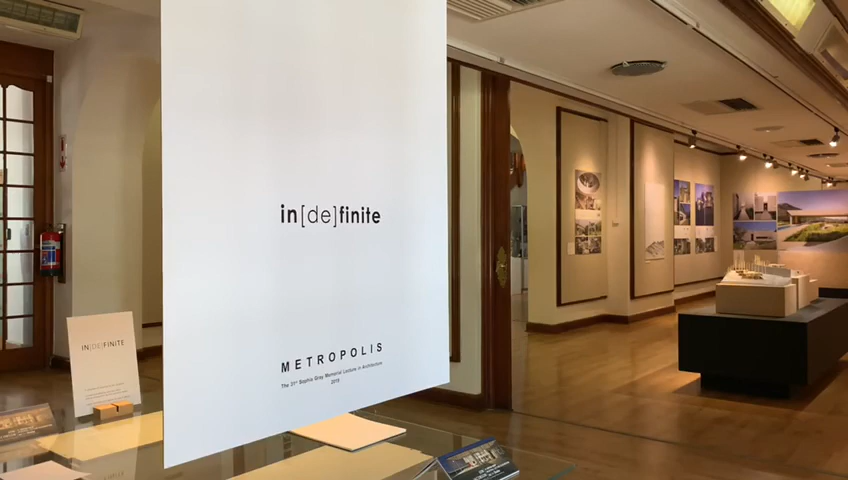 in[de]finite
METROPOLIS
The 31st Sophia Gray Memorial Lecture in Architecture
2019
IN[DE]FINITE